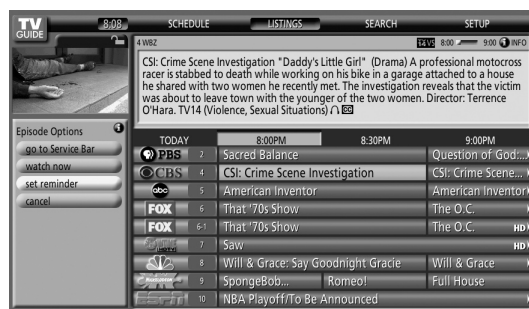 TV GUIDE 8:08 SCHEDULE LISTINGS SEARCH SETUP
4 WBZ 14 VS 8:00 9:00 INFO
CSI: Crime Scene Investigation "Daddy's Little Girl" (Drama) A professional motocross
racer is stabbed to death while working on his bike in a garage attached to a house
he shared with two women he recently met. The investigation reveals that the victim
was about to leave town with the younger of the two women. Director: Terrence
O'Hara. TV14 (Violence, Sexual Situations)
Episode Options
go to Service Bar
watch now
set reminder
cancel
TODAY 8:00PM 8:30PM 9:00PM
PBS 2 Sacred Balance Question of God:...
CBS 4 CSI: Crime Scene Investigation CSI: Crime Scene...
abc 5 American Inventor American Inventor
FOX 6 That '70s Show The O.C.
FOX 6-1 That '70s Show The O.C. HD
7 Saw HD
8 Will & Grace: Say Goodnight Gracie Will & Grace
9 SpongeBob... Romeo! Full House
10 NBA Playoff/To Be Announced